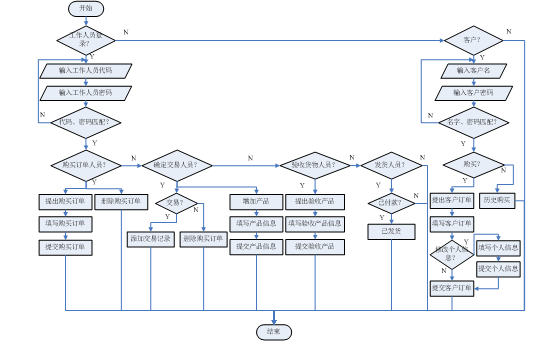 开始
工作人员登录?
N
客户?
N
Y
Y
输入工作人员代码
输入客户名
输入工作人员密码
输入客户密码
代码、密码匹配?
N
名字、密码匹配?
N
Y
Y
购买订单人员?
N
确定交易人员?
N
验收货物人员?
N
发货人员?
N
购买?
N
Y
Y
Y
Y
Y
提出购买订单
删除购买订单
交易?
N
增加产品
提出验收产品
已付款?
N
提出客户订单
历史购买
填写购买订单
Y
填写产品信息
填写验收产品
Y
填写客户订单
提交购买订单
添加交易记录
删除购买订单
提交产品信息
提交验收产品
已发货
修改个人信息?
Y
填写个人信息
N
提交个人信息
提交客户订单
结束